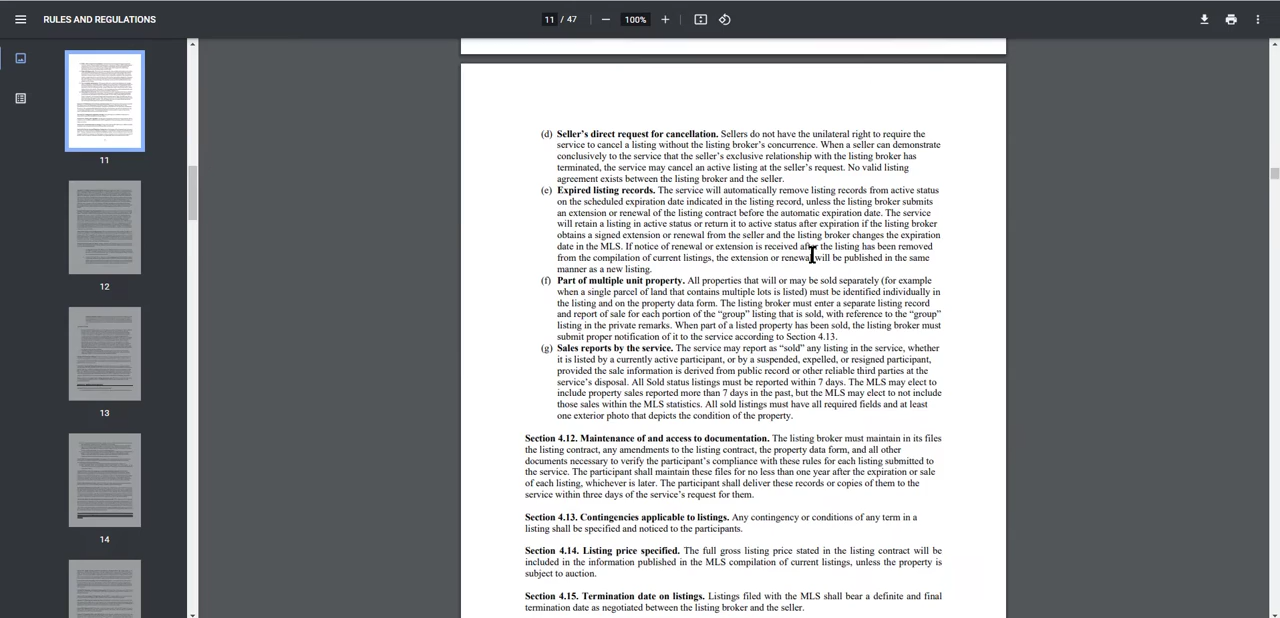 RULES AND REGULATIONS
11 / 47
100%
11
12
13
14
(d) Seller's direct request for cancellation. Sellers do not have the unilateral right to require the
service to cancel a listing without the listing broker's concurrence. When a seller can demonstrate
conclusively to the service that the seller's exclusive relationship with the listing broker has
terminated, the service may cancel an active listing at the seller's request. No valid listing
agreement exists between the listing broker and the seller.
(e) Expired listing records. The service will automatically remove listing records from active status
on the scheduled expiration date indicated in the listing record, unless the listing broker submits
an extension or renewal of the listing contract before the automatic expiration date. The service
will retain a listing in active status or return it to active status after expiration if the listing broker
obtains a signed extension or renewal from the seller and the listing broker changes the expiration
date in the MLS. If notice of renewal or extension is received after the listing has been removed
from the compilation of current listings, the extension or renewal will be published in the same
manner as a new listing.
(f) Part of multiple unit property. All properties that will or may be sold separately (for example
when a single parcel of land that contains multiple lots is listed) must be identified individually in
the listing and on the property data form. The listing broker must enter a separate listing record
and report of sale for each portion of the “group” listing that is sold, with reference to the “group”
listing in the private remarks. When part of a listed property has been sold, the listing broker must
submit proper notification of it to the service according to Section 4.13.
(g) Sales reports by the service. The service may report as “sold” any listing in the service, whether
it is listed by a currently active participant, or by a suspended, expelled, or resigned participant,
provided the sale information is derived from public record or other reliable third parties at the
service's disposal. All Sold status listings must be reported within 7 days. The MLS may elect to
include property sales reported more than 7 days in the past, but the MLS may elect to not include
those sales within the MLS statistics. All sold listings must have all required fields and at least
one exterior photo that depicts the condition of the property.
Section 4.12. Maintenance of and access to documentation. The listing broker must maintain in its files
the listing contract, any amendments to the listing contract, the property data form, and all other
documents necessary to verify the participant's compliance with these rules for each listing submitted to
the service. The participant shall maintain these files for no less than one year after the expiration or sale
of each listing, whichever is later. The participant shall deliver these records or copies of them to the
service within three days of the service's request for them.
Section 4.13. Contingencies applicable to listings. Any contingency or conditions of any term in a
listing shall be specified and noticed to the participants.
Section 4.14. Listing price specified. The full gross listing price stated in the listing contract will be
included in the information published in the MLS compilation of current listings, unless the property is
subject to auction.
Section 4.15. Termination date on listings. Listings filed with the MLS shall bear a definite and final
termination date as negotiated between the listing broker and the seller.